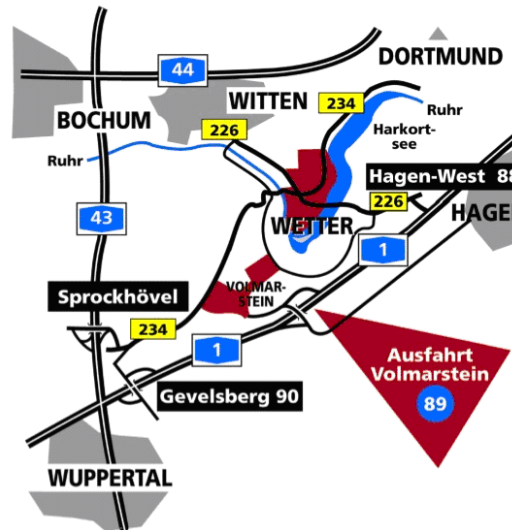 DORTMUND
44
WITTEN
234
BOCHUM
226
Ruhr
Harkort-
see
Ruhr
Hagen-West 88
226
HAGE
43
WETTER
1
Sprockhövel
VOLMAR-
STEIN
234
1
Ausfahrt
Volmarstein
89
Gevelsberg 90
WUPPERTAL